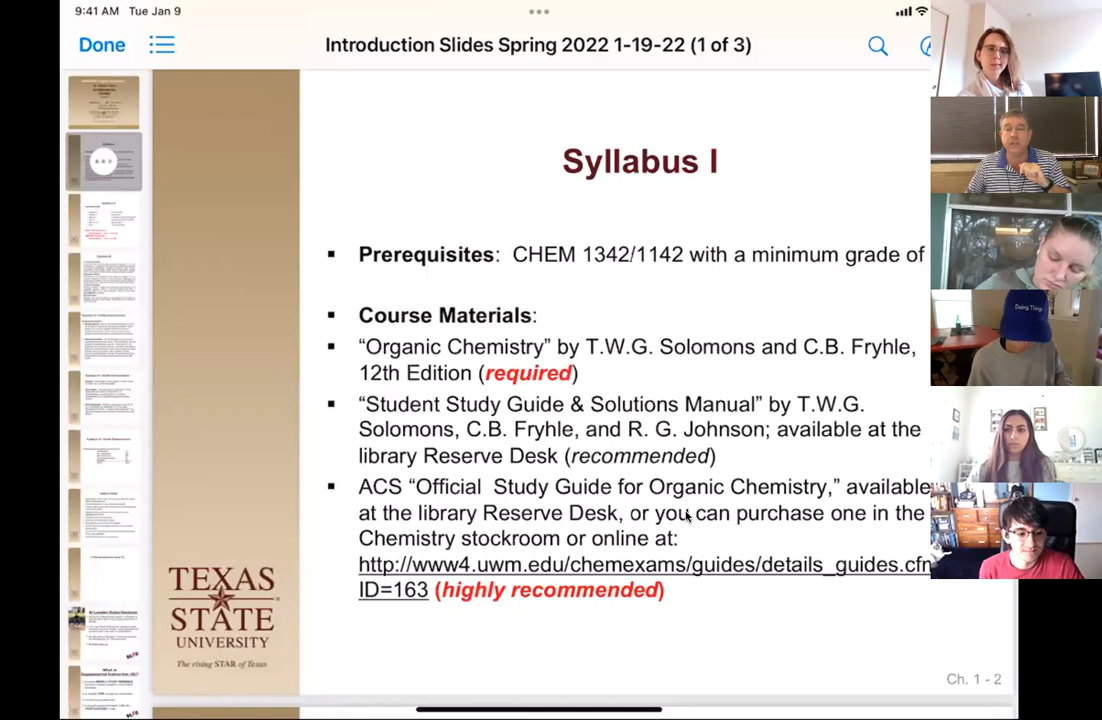 9:41 AM Tue Jan 9
Done
Introduction Slides Spring 2022 1-19-22 (1 of 3)
Syllabus I
▪ Prerequisites: CHEM 1342/1142 with a minimum grade of
▪ Course Materials:
▪ “Organic Chemistry” by T.W.G. Solomons and C.B. Fryhle,
12th Edition (required)
▪ “Student Study Guide & Solutions Manual” by T.W.G.
Solomons, C.B. Fryhle, and R. G. Johnson; available at the
library Reserve Desk (recommended)
▪ ACS “Official Study Guide for Organic Chemistry,” available
at the library Reserve Desk, or you can purchase one in the
Chemistry stockroom or online at:
http://www4.uwm.edu/chemexams/guides/details_guides.cfm
ID=163 (highly recommended)
TEXAS
STATE
UNIVERSITY
The rising STAR of Texas
Ch. 1 - 2
Doing Things